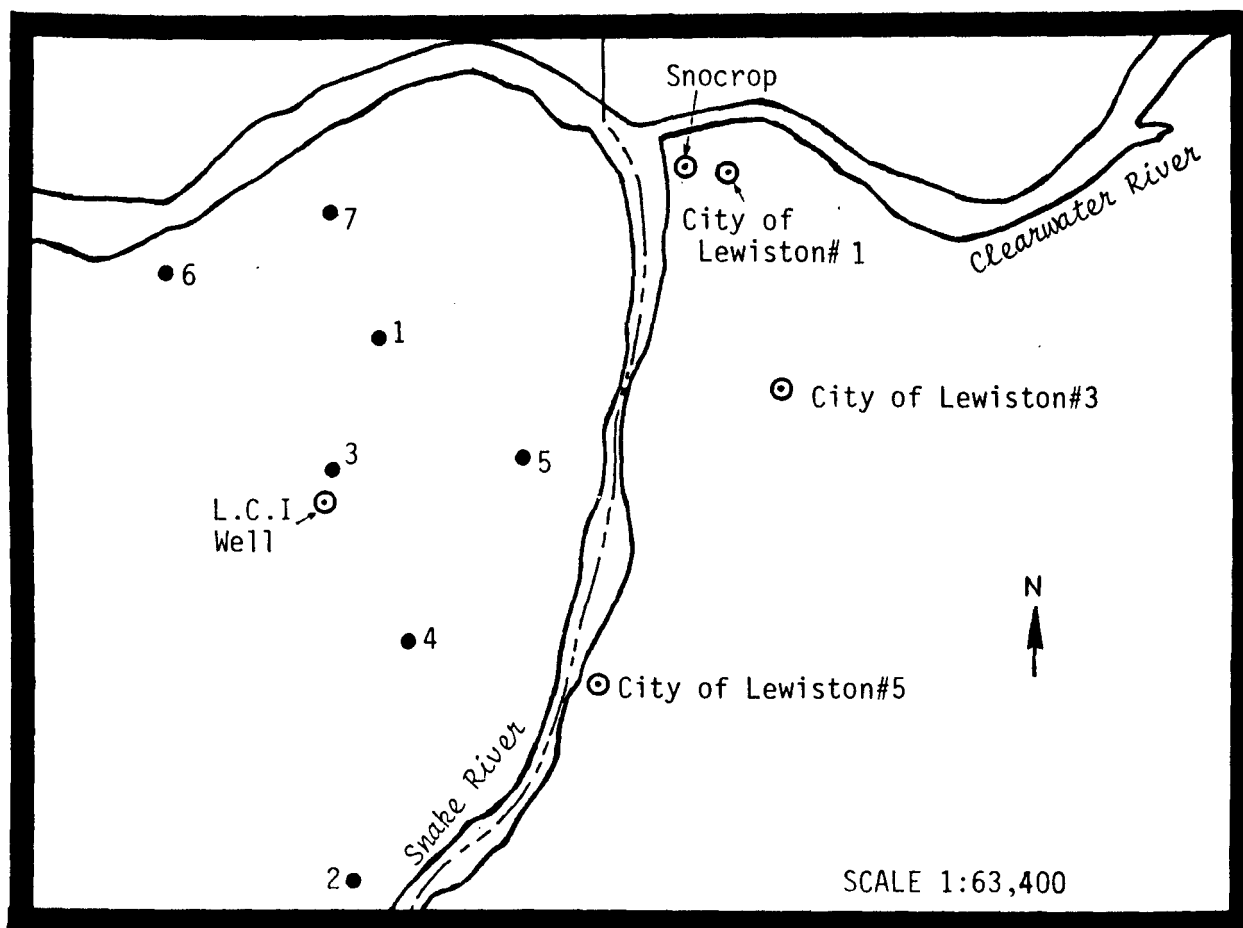 Snocrop
City of
Lewiston# 1
Clearwater River
7
6
1
City of Lewiston#3
3
5
L.C.I
Well
N
4
City of Lewiston#5
Snake River
2
SCALE 1:63,400